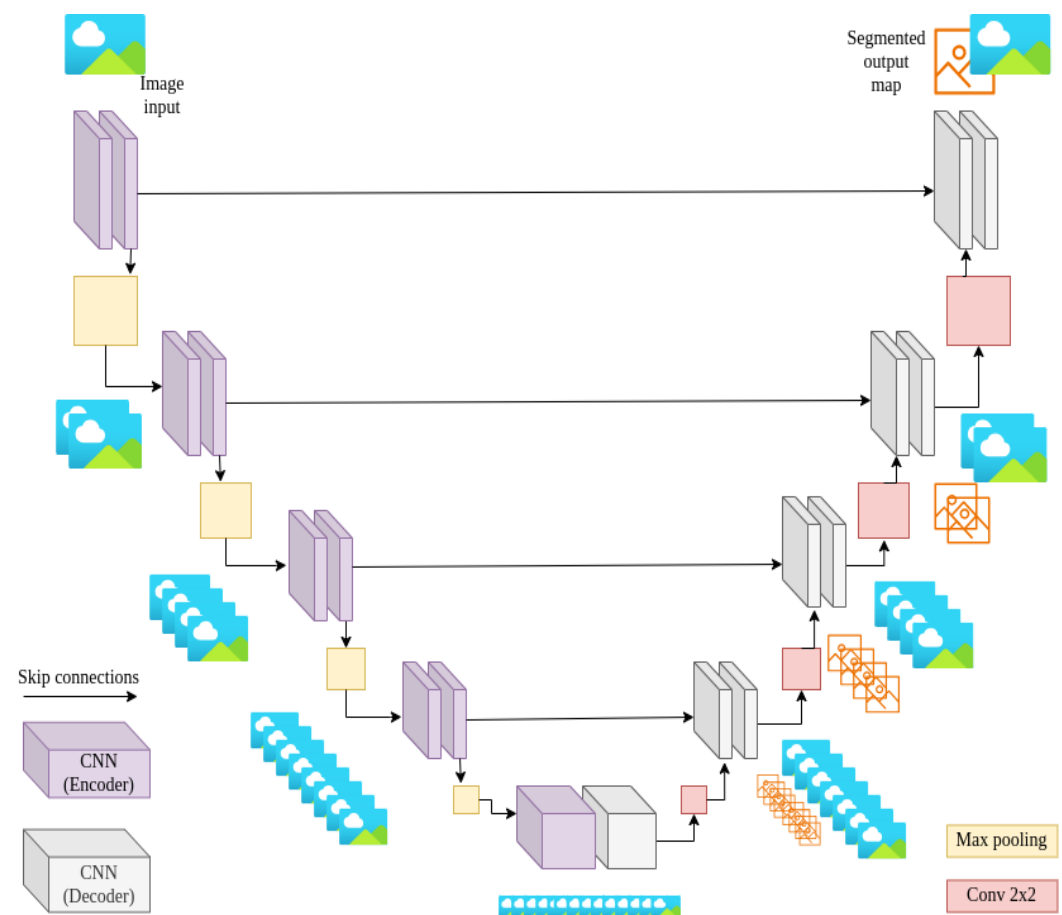 Image
input
Segmented
output
map
Skip connections
CNN
(Encoder)
CNN
(Decoder)
Max pooling
Conv 2x2